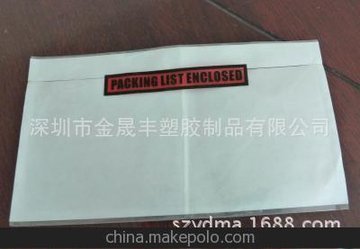 PACKING LIST ENCLOSED
深圳市金晟丰塑胶制品有限公司
szydma.1688.com
china.makepolo.com